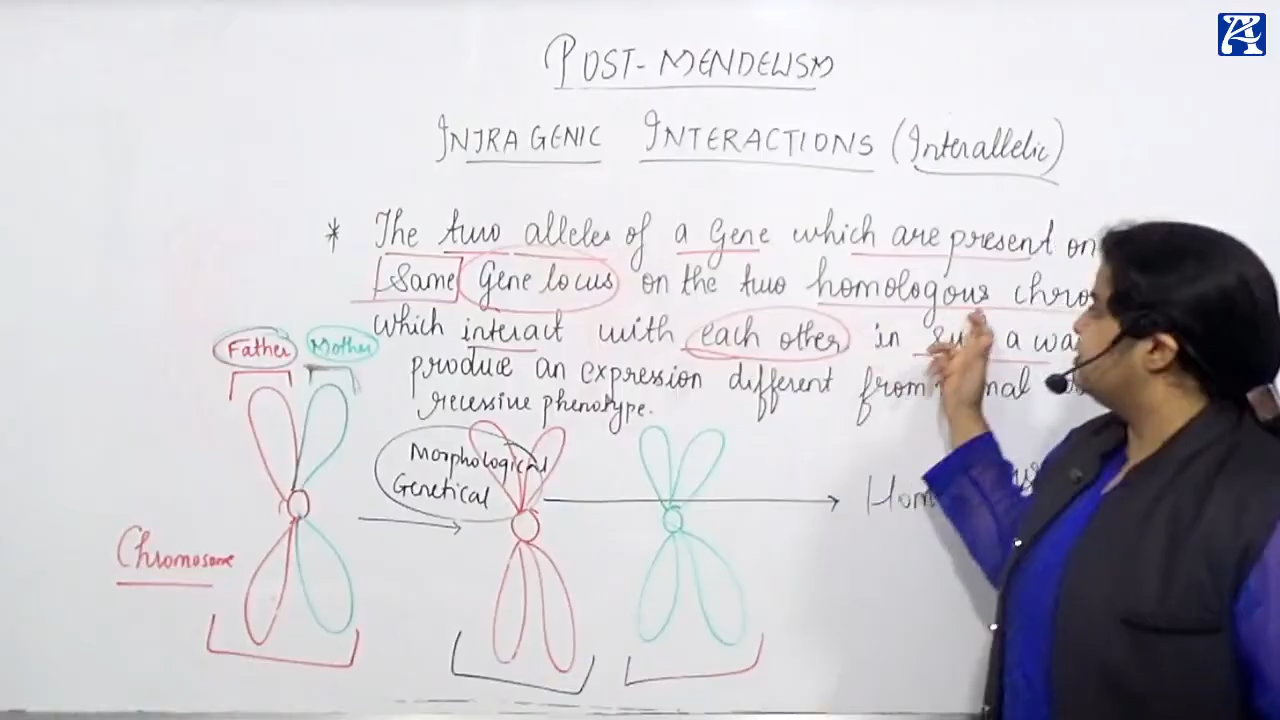 POST-MENDELISM
INTRAGENIC INTERACTIONS (Interallelic)
* The two alleles of a Gene which are present on
Same Gene locus on the two homologous chro
which interact with each other in such a wa
produce an expression different from
recessive phenotype.
Father Mother
Morphological
Genetical
Chromosome
Hom